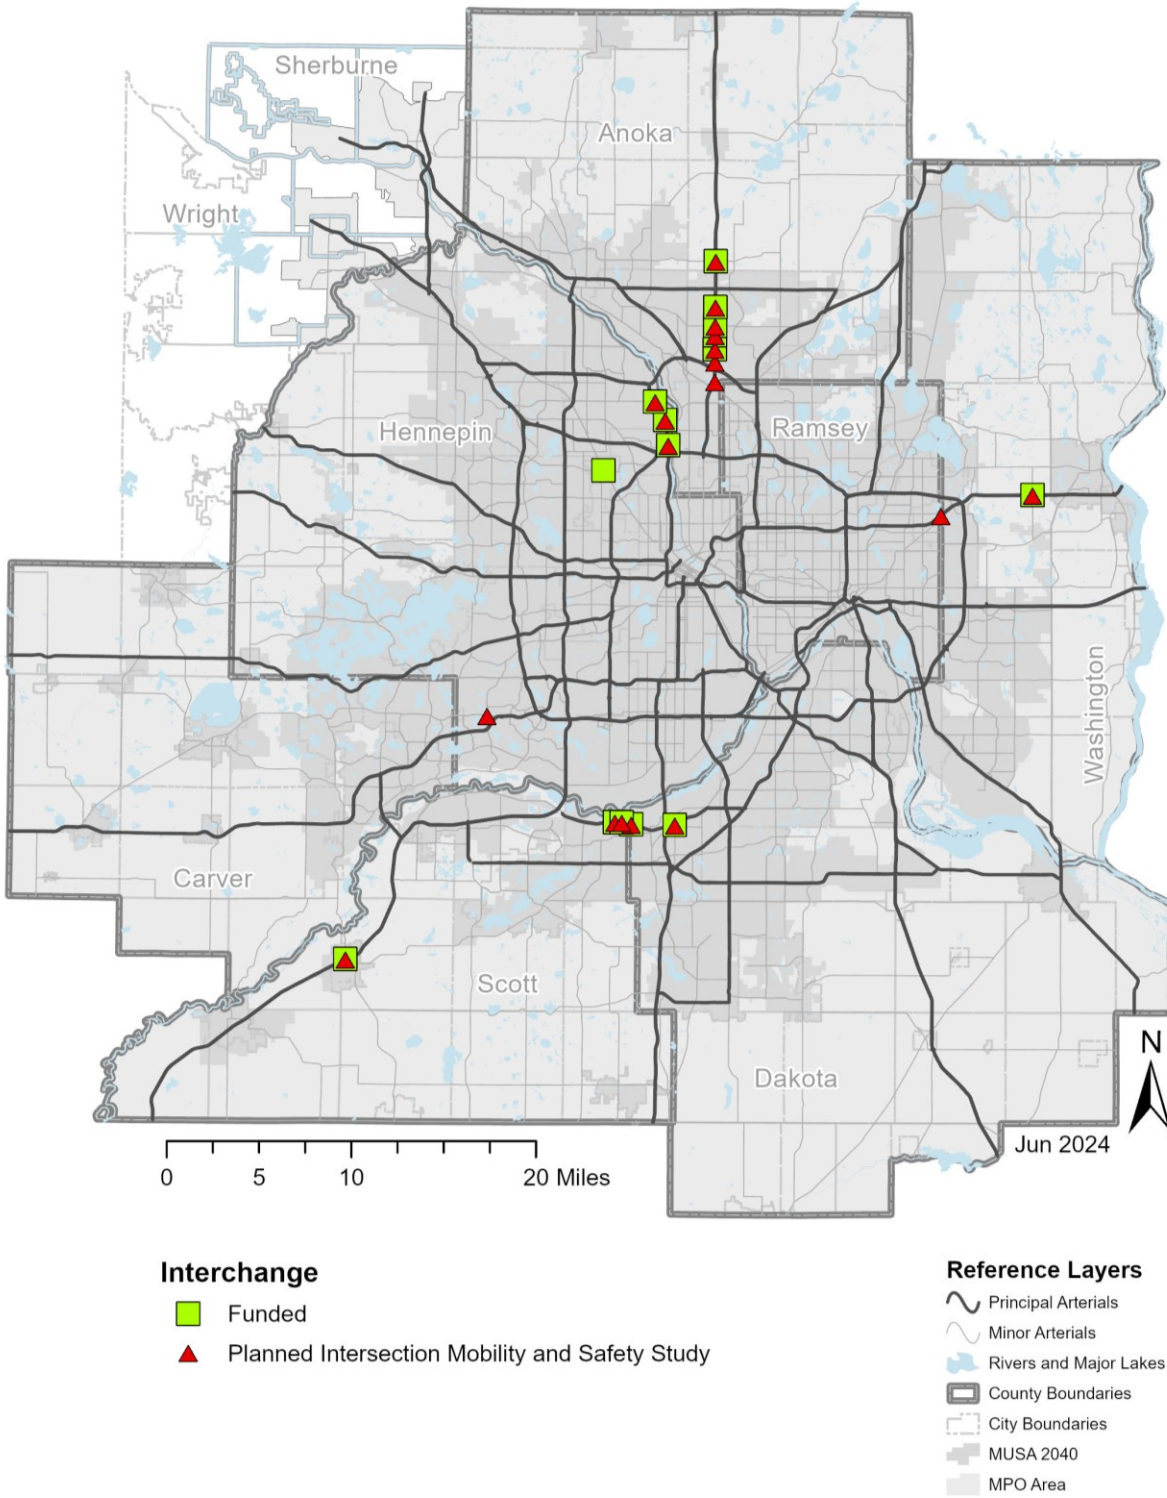 Sherburne
Anoka
Wright
Hennepin
Ramsey
Washington
Carver
Scott
Dakota
N
Jun 2024
0 5 10 20 Miles
Interchange
Funded
Planned Intersection Mobility and Safety Study
Reference Layers
Principal Arterials
Minor Arterials
Rivers and Major Lakes
County Boundaries
City Boundaries
MUSA 2040
MPO Area